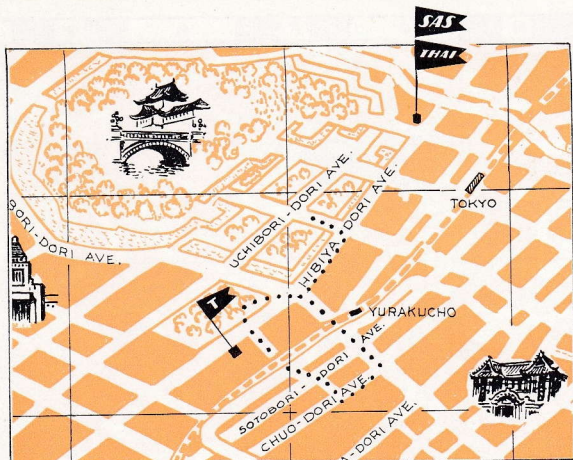 SAS
THAI
TOKYO
UCHIBORI-DORI AVE.
HIBIYA-DORI AVE.
BORI-DORI AVE.
T
YURAKUCHO
SOTOBORI-DORI AVE.
CHUO-DORI AVE.
A-DORI AVE.